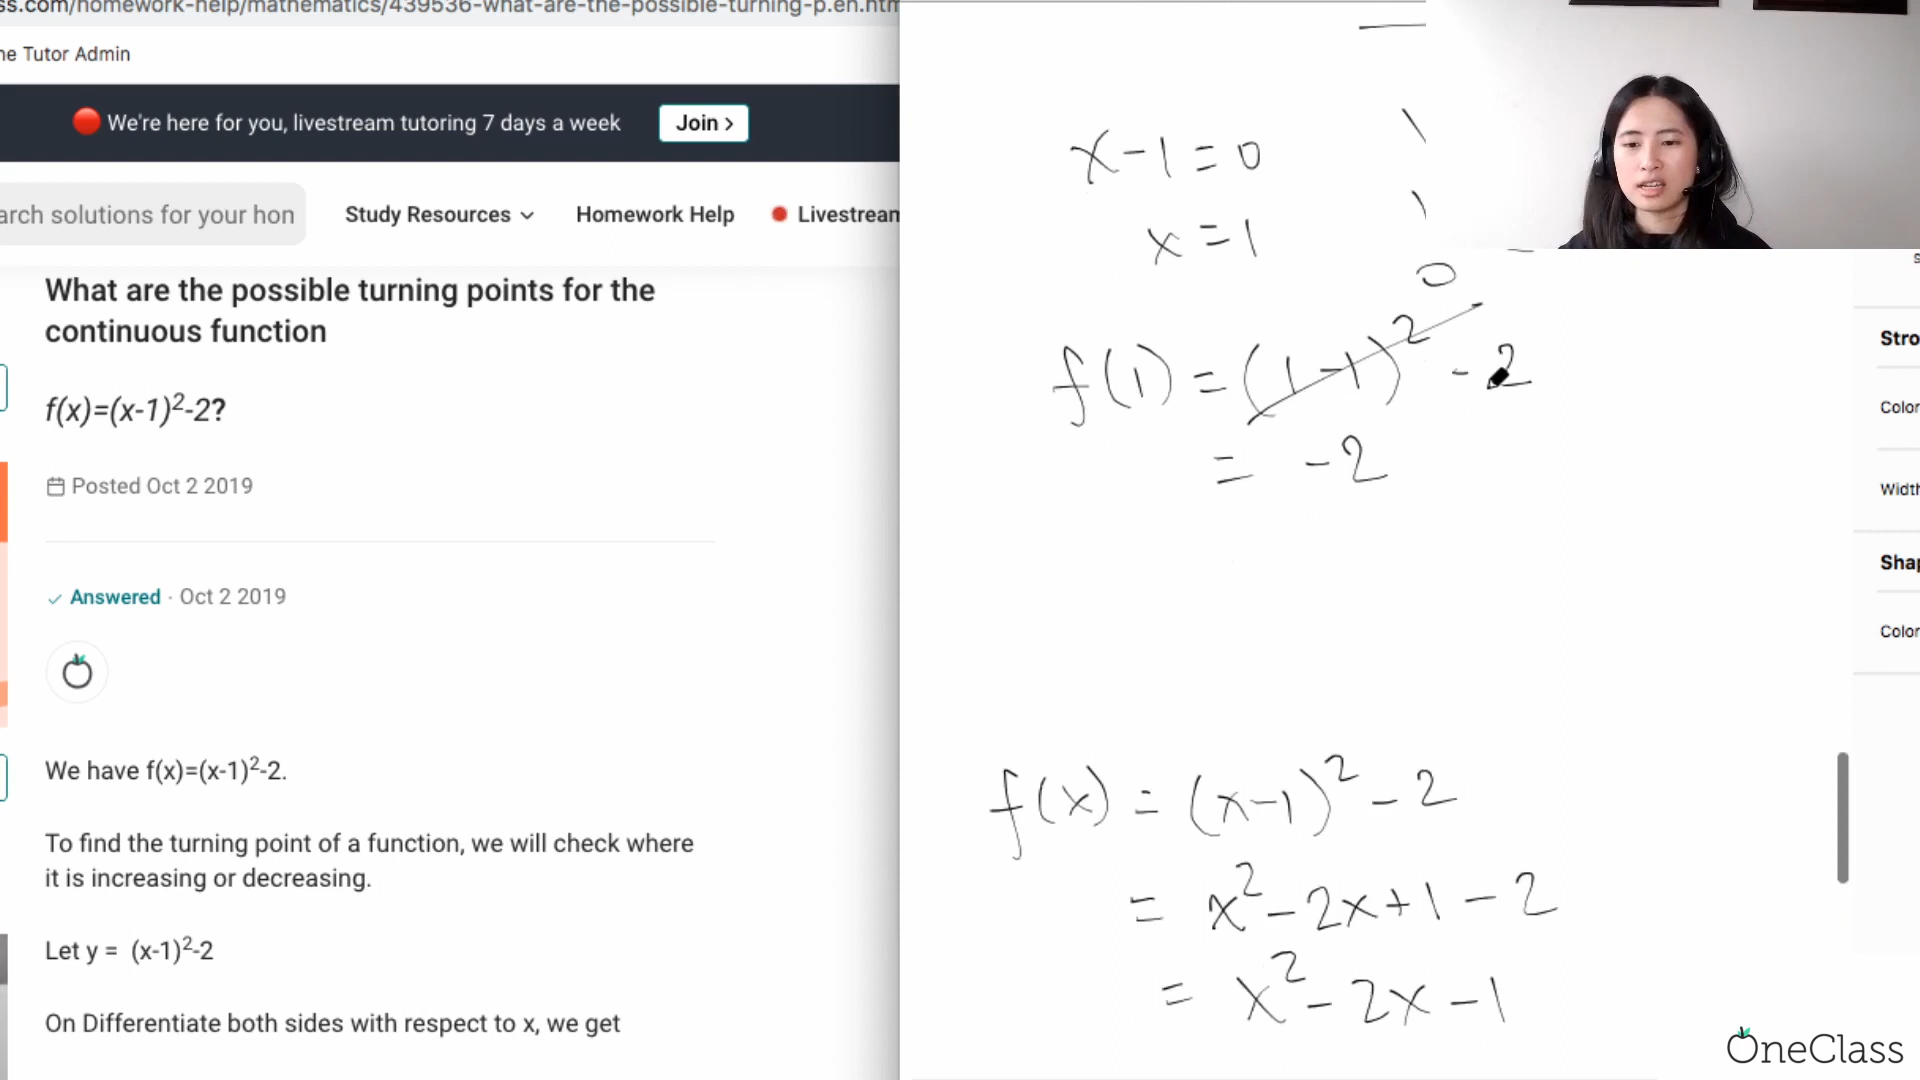 ss.com/homework-help/mathematics/439536-what-are-the-possible-turning-p.en.htm
ne Tutor Admin
We're here for you, livestream tutoring 7 days a week
Join >
arch solutions for your hon
Study Resources
Homework Help
Livestream
What are the possible turning points for the
continuous function
f(x)=(x-1)²-2?
Posted Oct 2 2019
Answered · Oct 2 2019
We have f(x)=(x-1)²-2.
To find the turning point of a function, we will check where
it is increasing or decreasing.
Let y = (x-1)²-2
On Differentiate both sides with respect to x, we get
x-1=0
x=1
0
f(1) = (1-1)² -2
= -2
f(x) = (x-1)² - 2
= x² - 2x+1 - 2
= x² - 2x - 1
s
Stro
Color
Width
Shap
Color
OneClass